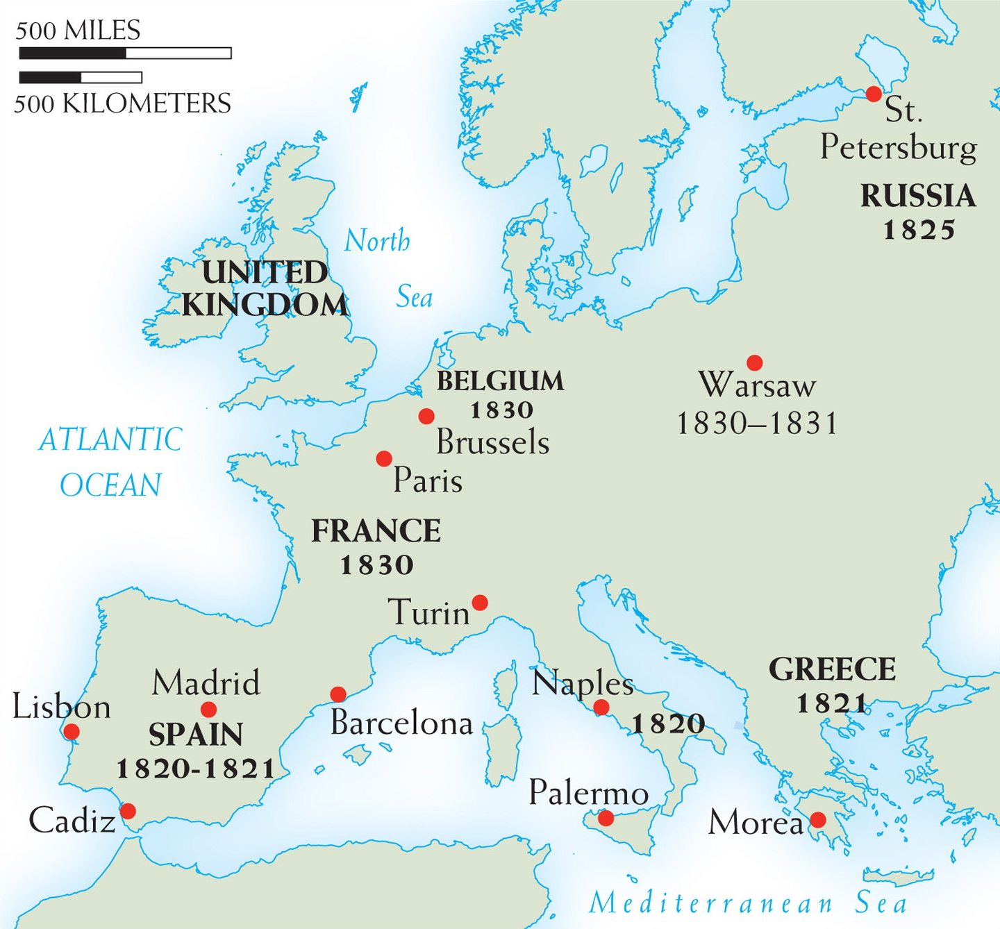 500 MILES
500 KILOMETERS
St.
Petersburg
RUSSIA
1825
North
Sea
UNITED
KINGDOM
BELGIUM
1830
Brussels
Warsaw
1830–1831
ATLANTIC
OCEAN
Paris
FRANCE
1830
Turin
Madrid
Lisbon
SPAIN
1820-1821
Barcelona
Cadiz
Naples
1820
Palermo
GREECE
1821
Morea
Mediterranean Sea